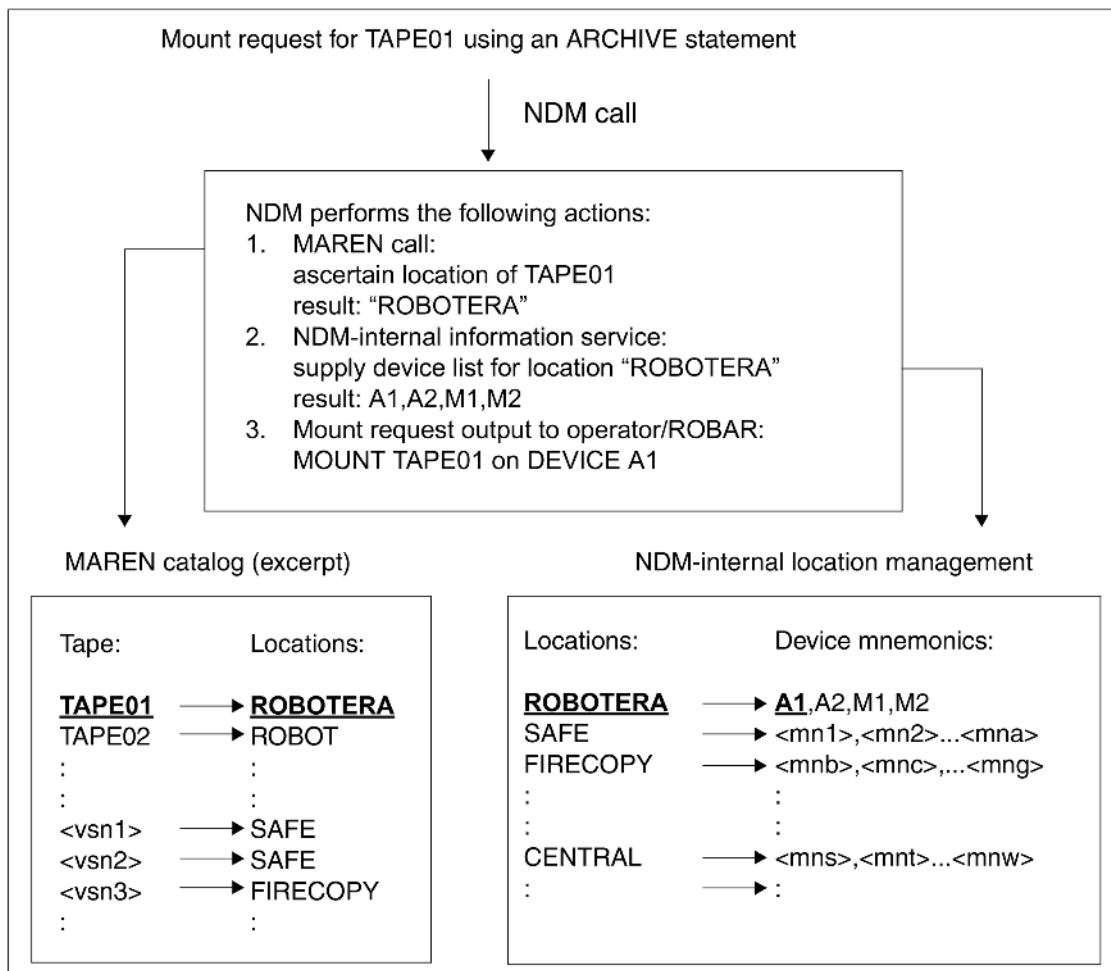 Mount request for TAPE01 using an ARCHIVE statement
NDM call
NDM performs the following actions:
1. MAREN call:
ascertain location of TAPE01
result: “ROBOTERA”
2. NDM-internal information service:
supply device list for location “ROBOTERA”
result: A1,A2,M1,M2
3. Mount request output to operator/ROBAR:
MOUNT TAPE01 on DEVICE A1
MAREN catalog (excerpt)
Tape: Locations:
TAPE01 ROBOTERA
TAPE02 ROBOT
: :
: :
<vsn1> SAFE
<vsn2> SAFE
<vsn3> FIRECOPY
: :
NDM-internal location management
Locations: Device mnemonics:
ROBOTERA A1,A2,M1,M2
SAFE <mn1>,<mn2>...<mna>
FIRECOPY <mnb>,<mnc>,...<mng>
: :
: :
CENTRAL <mns>,<mnt>...<mnw>
: :